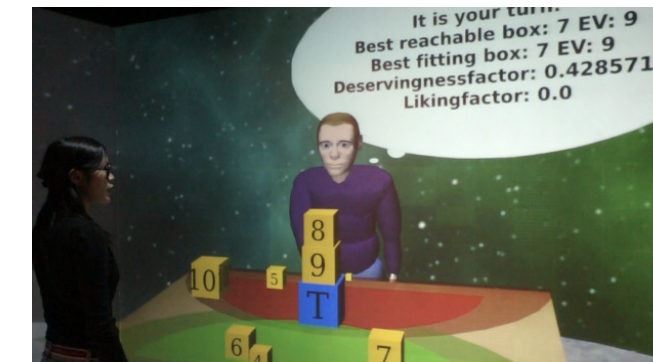 It is your turn.
Best reachable box: 7 EV: 9
Best fitting box: 7 EV: 9
Deservingnessfactor: 0.428571
Likingfactor: 0.0
8
9
10
5
T
6
4
7